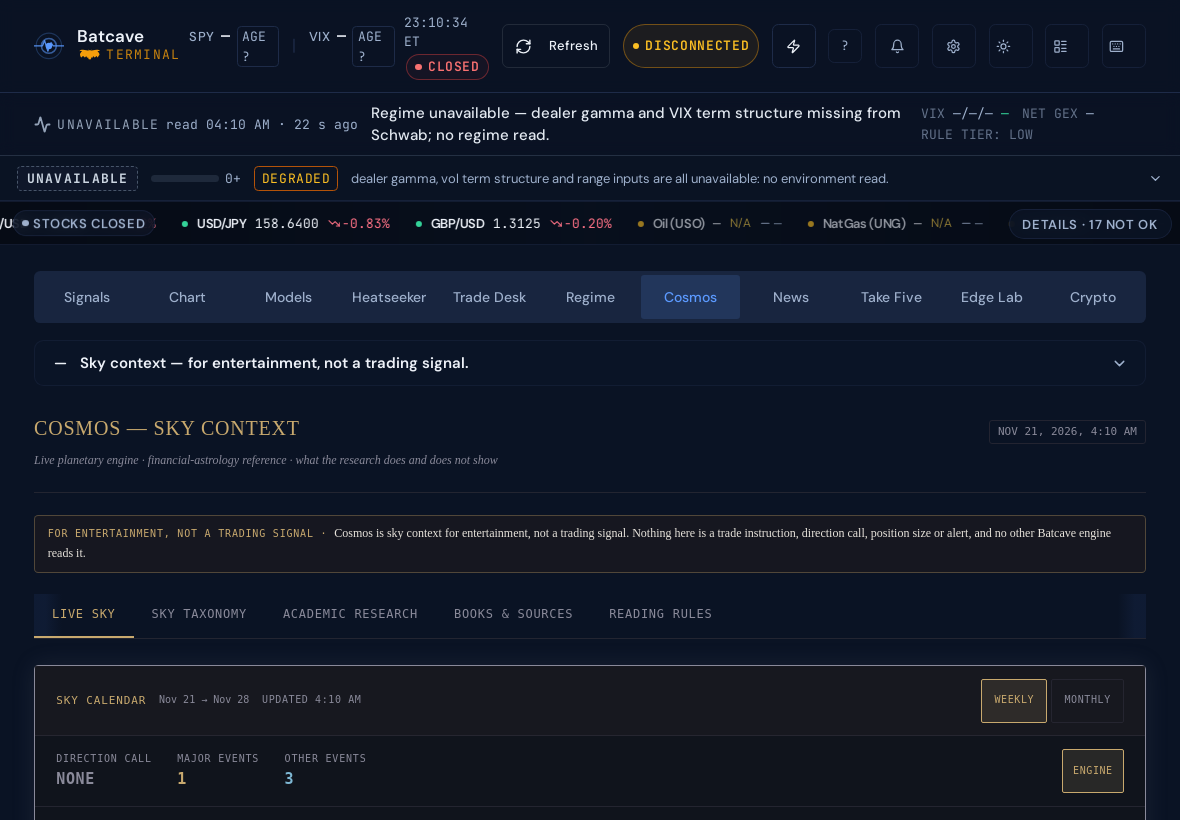 Batcave
TERMINAL
SPY — AGE ?
VIX — AGE ?
23:10:34 ET
CLOSED
Refresh
DISCONNECTED
?
UNAVAILABLE read 04:10 AM · 22 s ago
Regime unavailable — dealer gamma and VIX term structure missing from
Schwab; no regime read.
VIX —/—/— — NET GEX —
RULE TIER: LOW
UNAVAILABLE 0+ DEGRADED dealer gamma, vol term structure and range inputs are all unavailable: no environment read.
STOCKS CLOSED USD/JPY 158.6400 -0.83% GBP/USD 1.3125 -0.20% Oil (USO) — N/A — — NatGas (UNG) — N/A — — DETAILS · 17 NOT OK
Signals Chart Models Heatseeker Trade Desk Regime Cosmos News Take Five Edge Lab Crypto
— Sky context — for entertainment, not a trading signal.
COSMOS — SKY CONTEXT
NOV 21, 2026, 4:10 AM
Live planetary engine · financial-astrology reference · what the research does and does not show
FOR ENTERTAINMENT, NOT A TRADING SIGNAL · Cosmos is sky context for entertainment, not a trading signal. Nothing here is a trade instruction, direction call, position size or alert, and no other Batcave engine
reads it.
LIVE SKY SKY TAXONOMY ACADEMIC RESEARCH BOOKS & SOURCES READING RULES
SKY CALENDAR Nov 21 → Nov 28 UPDATED 4:10 AM WEEKLY MONTHLY
DIRECTION CALL MAJOR EVENTS OTHER EVENTS
NONE 1 3
ENGINE